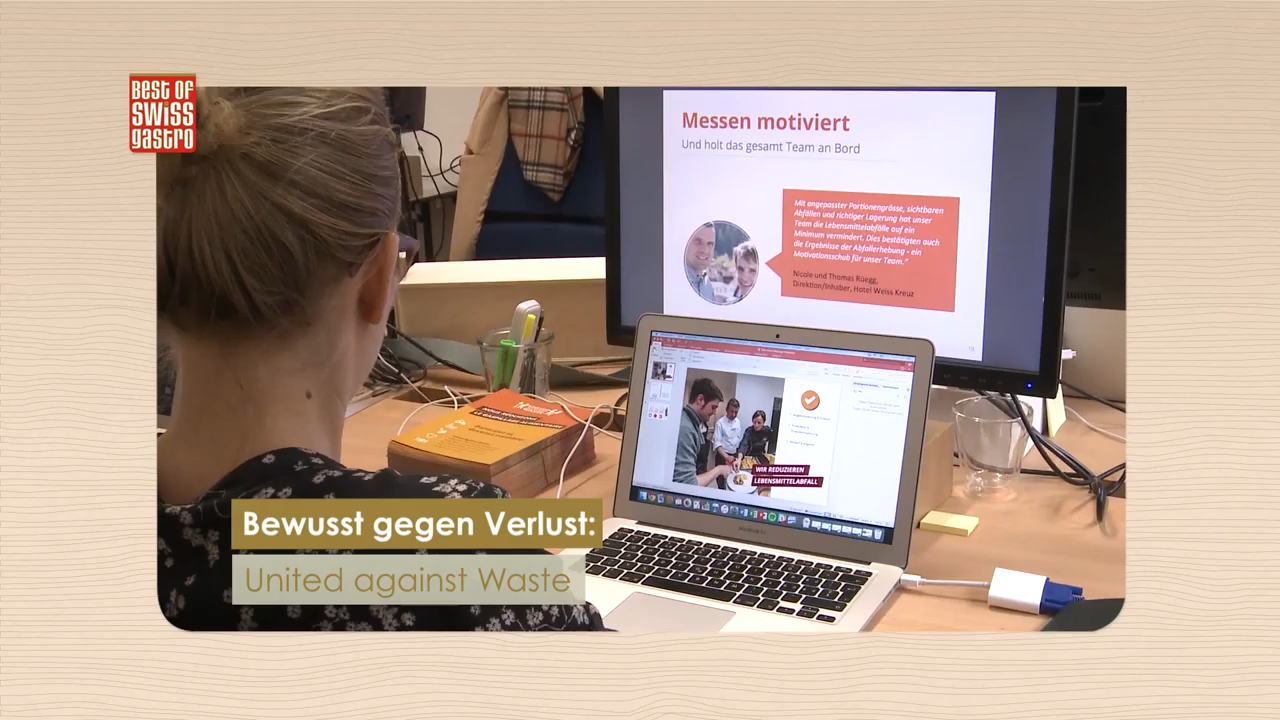 BEST OF
SWISS
gastro
Messen motiviert
Und holt das gesamt Team an Bord
Mit angepasster Portionengrösse, sichtbaren
Abfällen und richtiger Lagerung hat unser
Team die Lebensmittelabfälle auf ein
Minimum vermindert. Dies bestätigten auch
die Ergebnisse der Abfallerhebung - ein
Motivationsschub für unser Team."
Nicole und Thomas Rüegg,
Direktion/Inhaber, Hotel Weiss Kreuz
WIR REDUZIEREN
LEBENSMITTELABFALL
MacBook Air
Bewusst gegen Verlust:
United against Waste